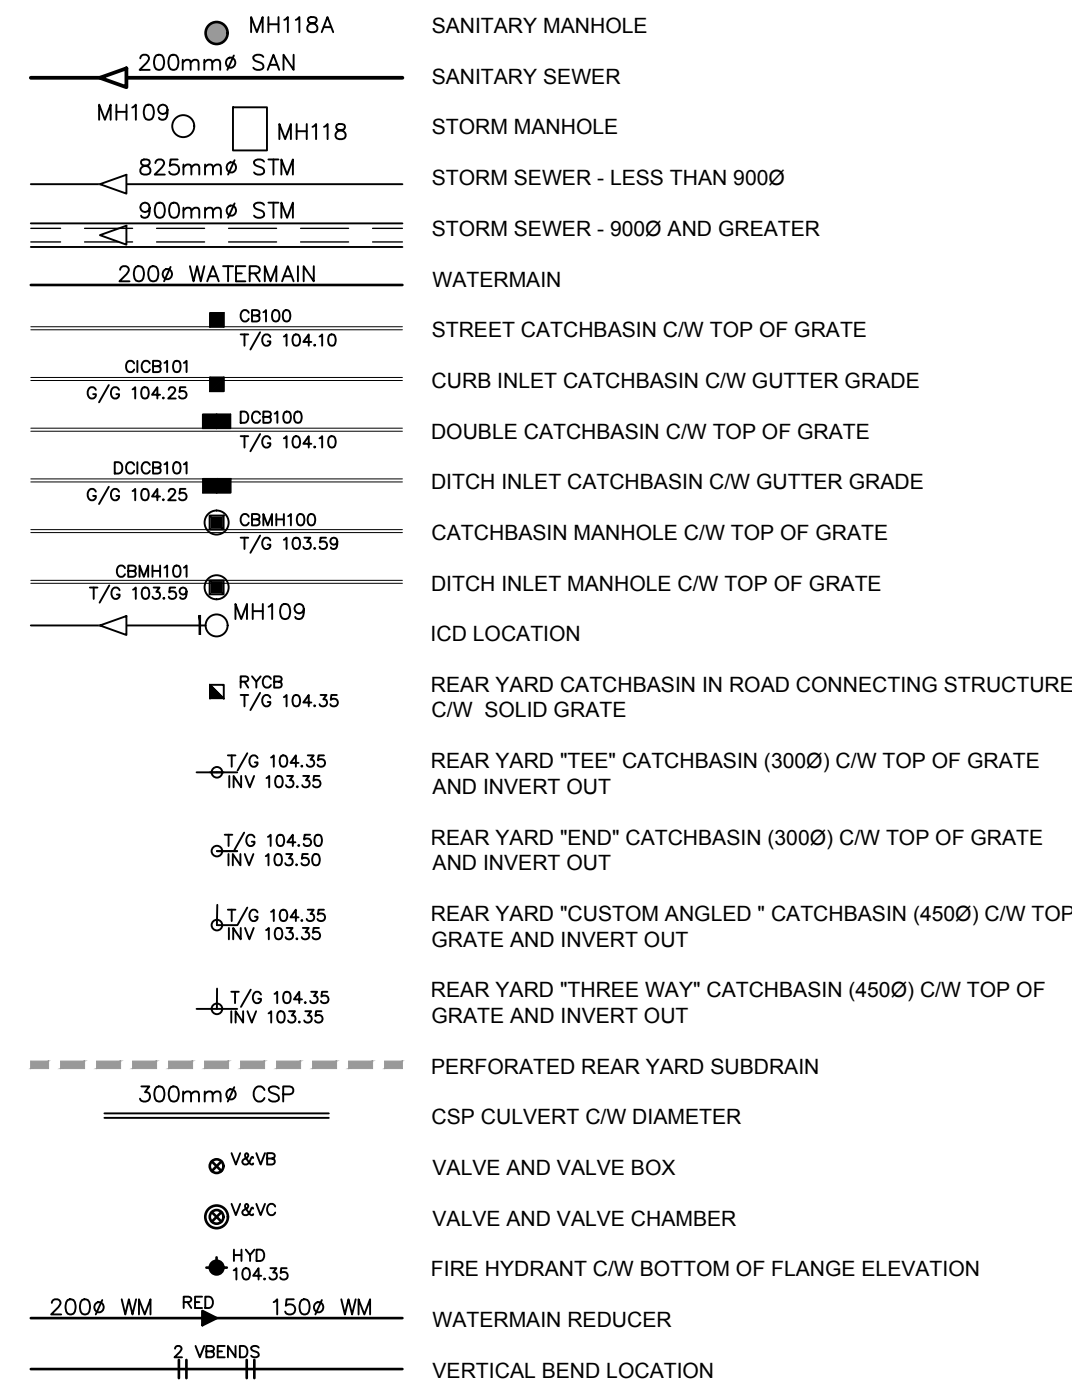 MH118A SANITARY MANHOLE
200mmø SAN SANITARY SEWER
MH109 MH118 STORM MANHOLE
825mmø STM STORM SEWER - LESS THAN 900Ø
900mmø STM STORM SEWER - 900Ø AND GREATER
200ø WATERMAIN WATERMAIN
CB100
T/G 104.10
STREET CATCHBASIN C/W TOP OF GRATE
CICB101
G/G 104.25
CURB INLET CATCHBASIN C/W GUTTER GRADE
DCB100
T/G 104.10
DOUBLE CATCHBASIN C/W TOP OF GRATE
DCICB101
G/G 104.25
DITCH INLET CATCHBASIN C/W GUTTER GRADE
CBMH100
T/G 103.59
CATCHBASIN MANHOLE C/W TOP OF GRATE
CBMH101
T/G 103.59
DITCH INLET MANHOLE C/W TOP OF GRATE
MH109
ICD LOCATION
RYCB
T/G 104.35
REAR YARD CATCHBASIN IN ROAD CONNECTING STRUCTURE
C/W SOLID GRATE
T/G 104.35
INV 103.35
REAR YARD "TEE" CATCHBASIN (300Ø) C/W TOP OF GRATE
AND INVERT OUT
T/G 104.50
INV 103.50
REAR YARD "END" CATCHBASIN (300Ø) C/W TOP OF GRATE
AND INVERT OUT
T/G 104.35
INV 103.35
REAR YARD "CUSTOM ANGLED " CATCHBASIN (450Ø) C/W TOP
GRATE AND INVERT OUT
T/G 104.35
INV 103.35
REAR YARD "THREE WAY" CATCHBASIN (450Ø) C/W TOP OF
GRATE AND INVERT OUT
PERFORATED REAR YARD SUBDRAIN
300mmø CSP
CSP CULVERT C/W DIAMETER
V&VB VALVE AND VALVE BOX
V&VC VALVE AND VALVE CHAMBER
HYD
104.35
FIRE HYDRANT C/W BOTTOM OF FLANGE ELEVATION
200ø WM RED 150ø WM WATERMAIN REDUCER
2 VBENDS VERTICAL BEND LOCATION